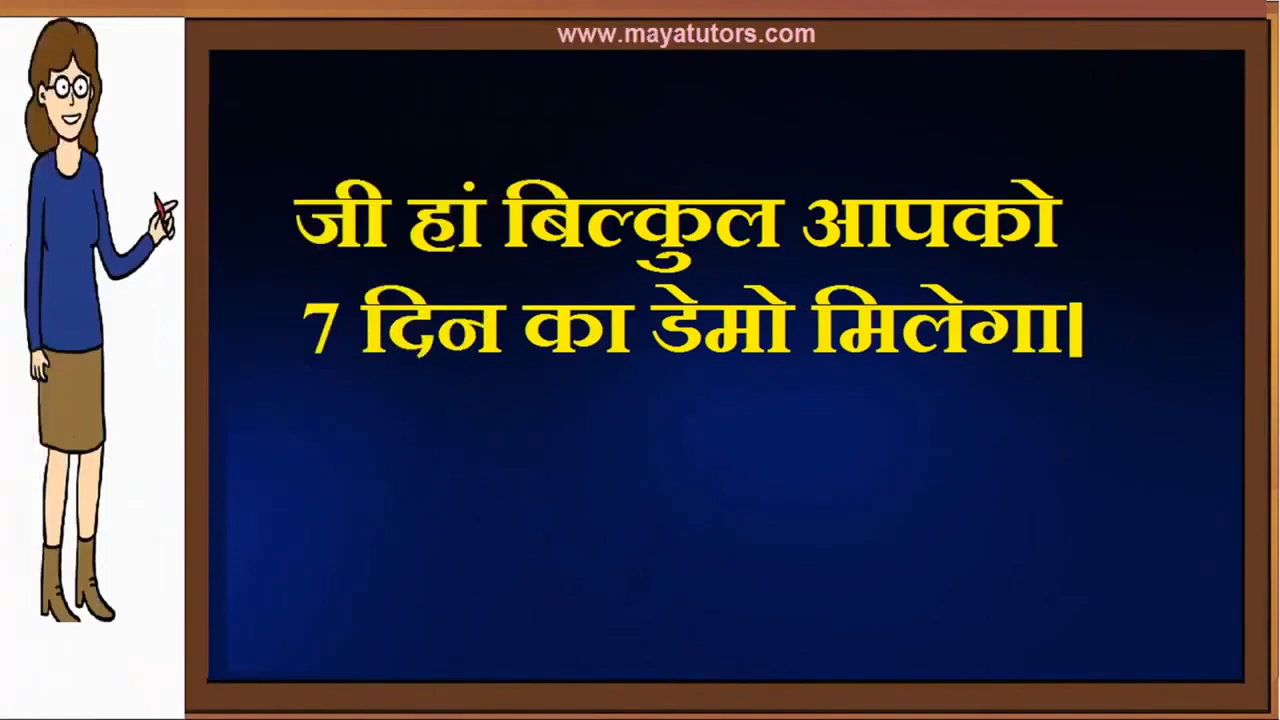 www.mayatutors.com
जी हां बिल्कुल आपको
7 दिन का डेमो मिलेगा।